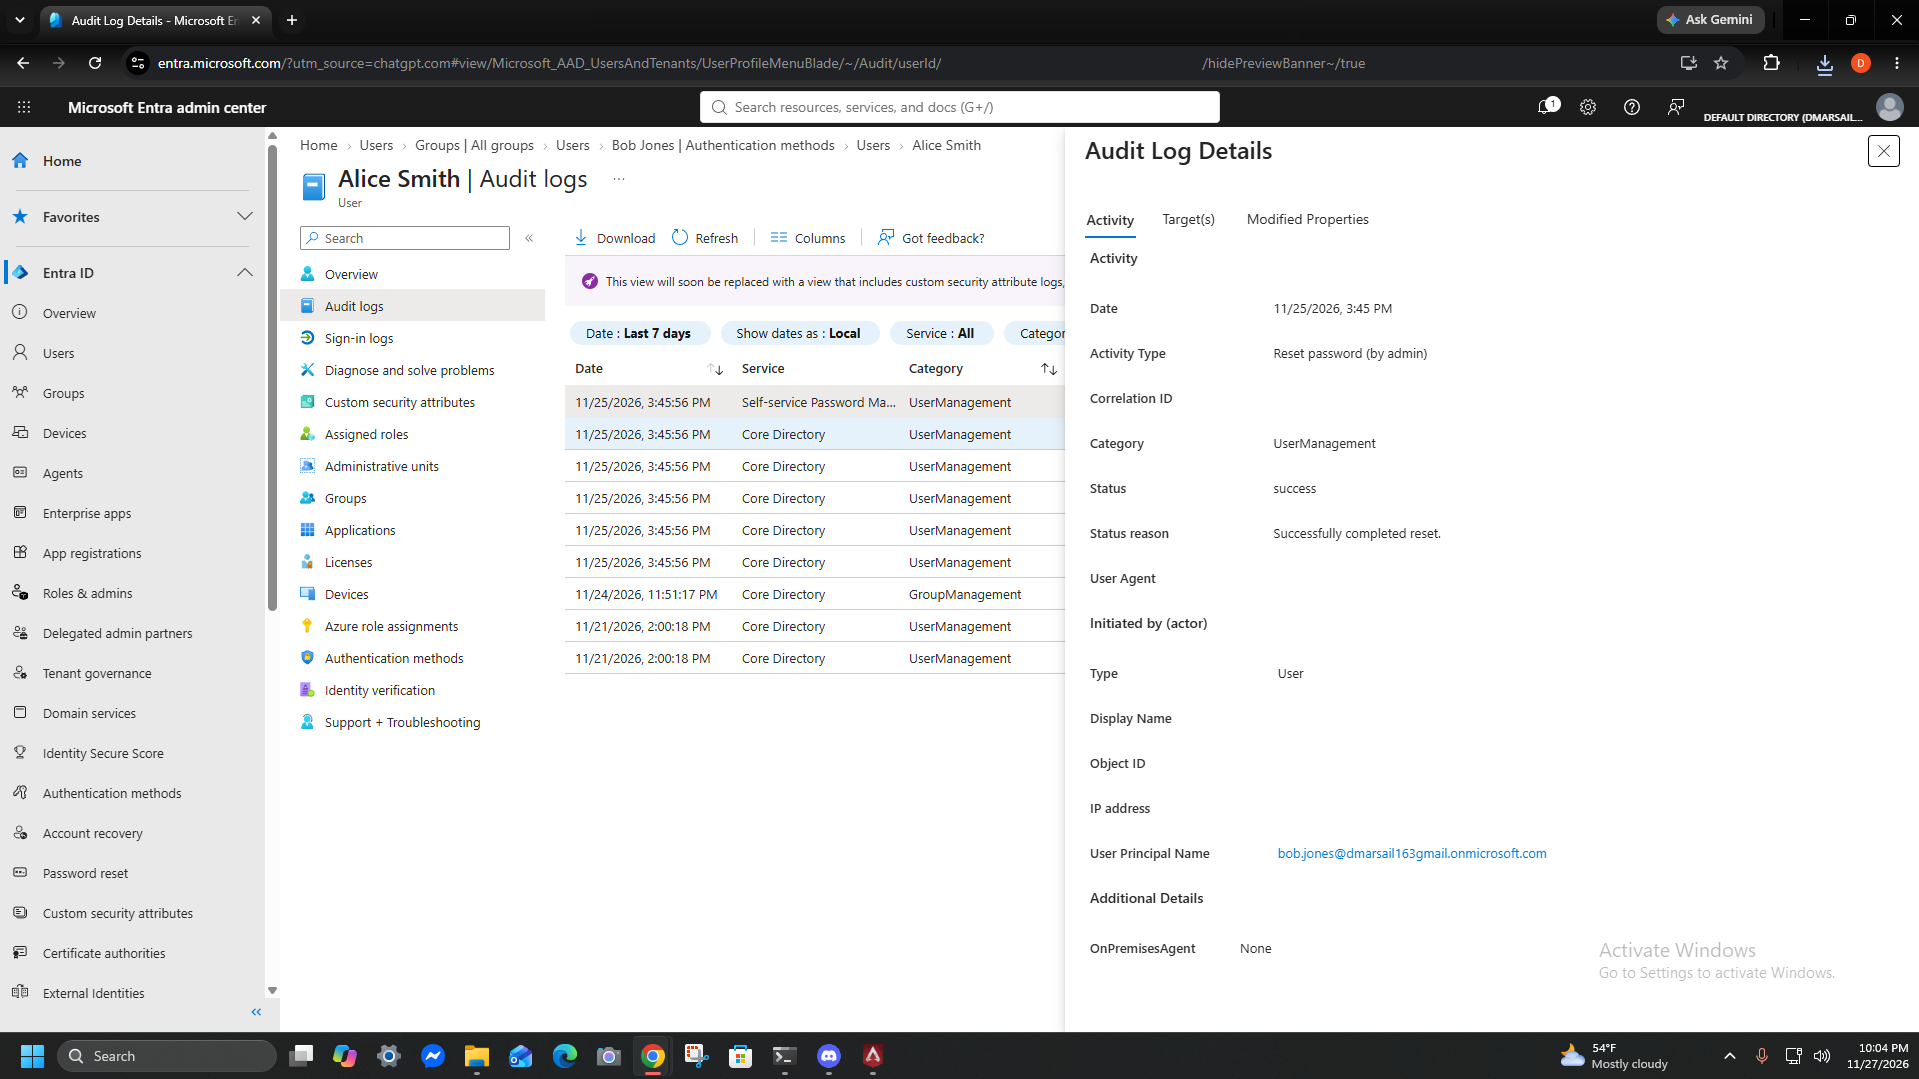 Audit Log Details - Microsoft En
Ask Gemini
entra.microsoft.com/?utm_source=chatgpt.com#view/Microsoft_AAD_UsersAndTenants/UserProfileMenuBlade/~/Audit/userId/ /hidePreviewBanner~/true
D
Microsoft Entra admin center
Search resources, services, and docs (G+/)
1
DEFAULT DIRECTORY (DMARSAIL...
Home
Favorites
Entra ID
Overview
Users
Groups
Devices
Agents
Enterprise apps
App registrations
Roles & admins
Delegated admin partners
Tenant governance
Domain services
Identity Secure Score
Authentication methods
Account recovery
Password reset
Custom security attributes
Certificate authorities
External Identities
Home > Users > Groups | All groups > Users > Bob Jones | Authentication methods > Users > Alice Smith
Alice Smith | Audit logs ...
User
Search
Overview
Audit logs
Sign-in logs
Diagnose and solve problems
Custom security attributes
Assigned roles
Administrative units
Groups
Applications
Licenses
Devices
Azure role assignments
Authentication methods
Identity verification
Support + Troubleshooting
Download Refresh Columns Got feedback?
This view will soon be replaced with a view that includes custom security attribute logs,
Date : Last 7 days Show dates as : Local Service : All Categor
Date Service Category
11/25/2026, 3:45:56 PM Self-service Password Ma... UserManagement
11/25/2026, 3:45:56 PM Core Directory UserManagement
11/25/2026, 3:45:56 PM Core Directory UserManagement
11/25/2026, 3:45:56 PM Core Directory UserManagement
11/25/2026, 3:45:56 PM Core Directory UserManagement
11/25/2026, 3:45:56 PM Core Directory UserManagement
11/24/2026, 11:51:17 PM Core Directory GroupManagement
11/21/2026, 2:00:18 PM Core Directory UserManagement
11/21/2026, 2:00:18 PM Core Directory UserManagement
Audit Log Details
Activity Target(s) Modified Properties
Activity
Date 11/25/2026, 3:45 PM
Activity Type Reset password (by admin)
Correlation ID
Category UserManagement
Status success
Status reason Successfully completed reset.
User Agent
Initiated by (actor)
Type User
Display Name
Object ID
IP address
User Principal Name bob.jones@dmarsail163gmail.onmicrosoft.com
Additional Details
OnPremisesAgent None
Activate Windows
Go to Settings to activate Windows.
Search
54°F
Mostly cloudy
10:04 PM
11/27/2026